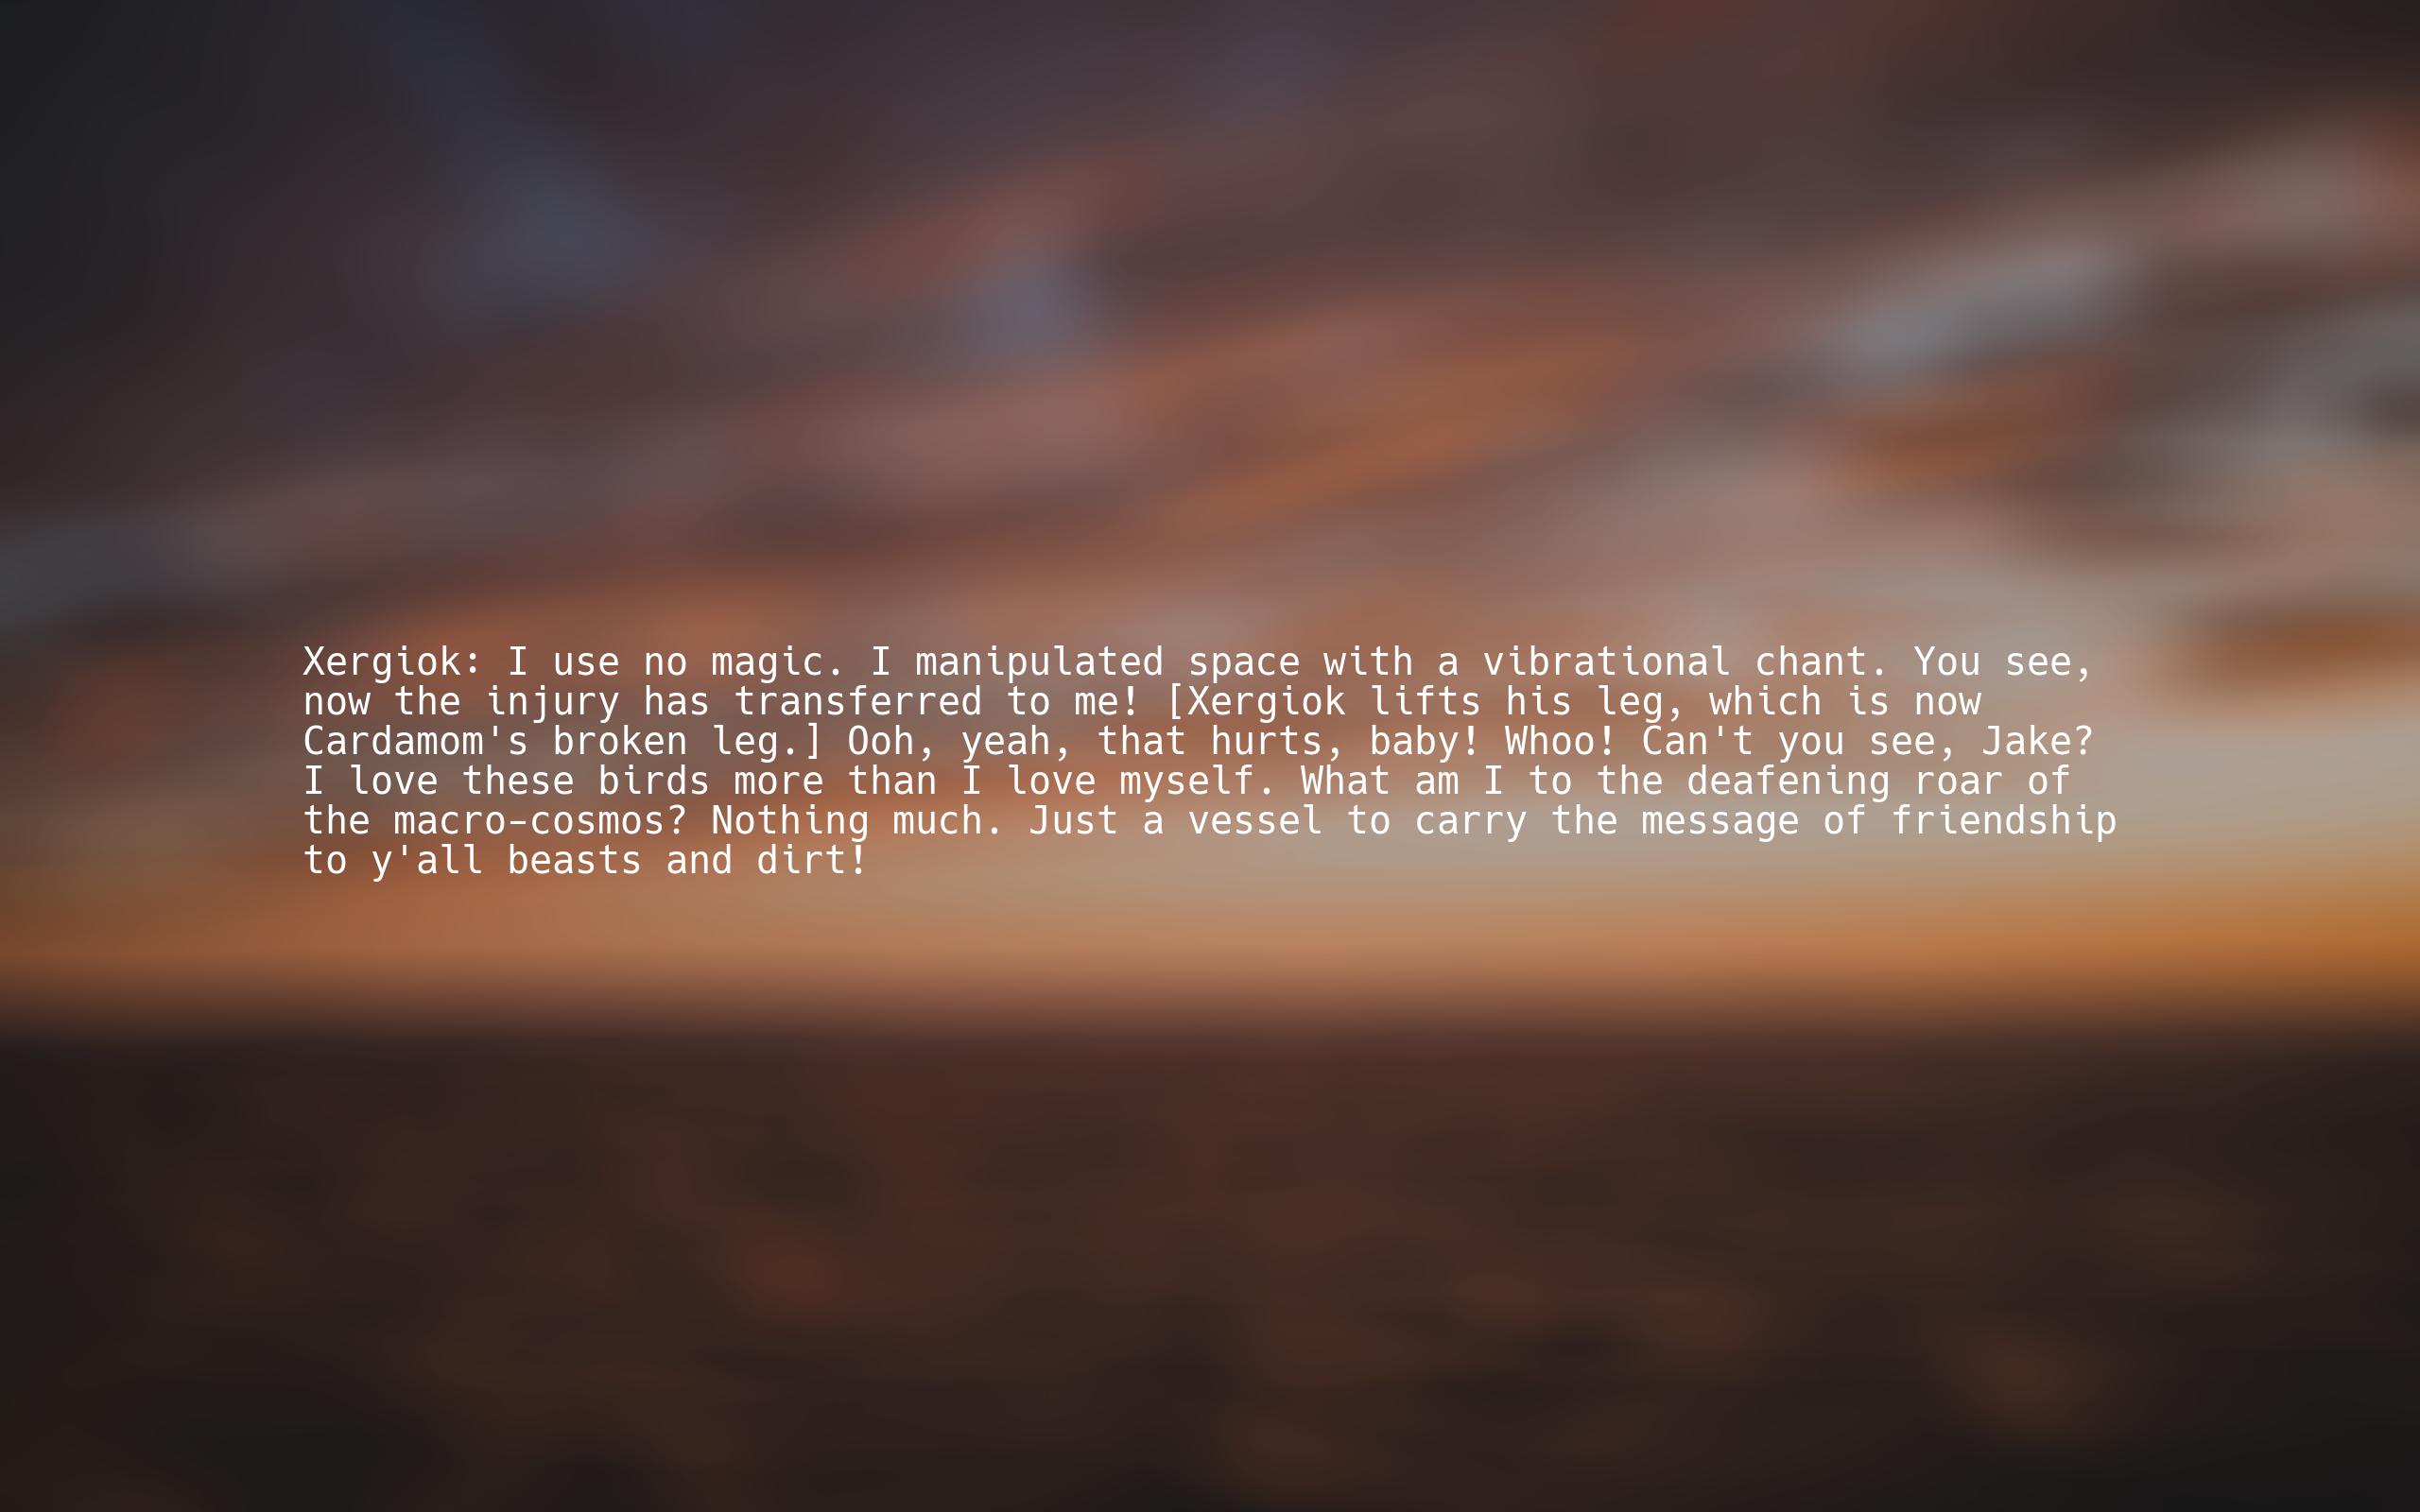 Xergiok: I use no magic. I manipulated space with a vibrational chant. You see,
now the injury has transferred to me! [Xergiok lifts his leg, which is now
Cardamom's broken leg.] Ooh, yeah, that hurts, baby! Whoo! Can't you see, Jake?
I love these birds more than I love myself. What am I to the deafening roar of
the macro-cosmos? Nothing much. Just a vessel to carry the message of friendship
to y'all beasts and dirt!